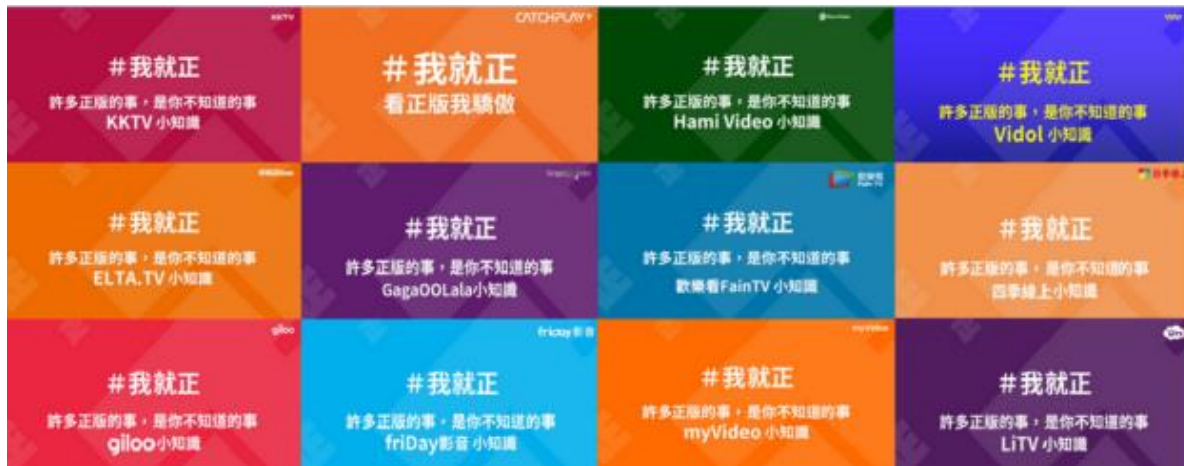 KKTV
#我就正
許多正版的事，是你不知道的事
KKTV 小知識
CATCHPLAY+
#我就正
看正版我驕傲
#我就正
許多正版的事，是你不知道的事
Hami Video 小知識
#我就正
許多正版的事，是你不知道的事
Vidol 小知識
#我就正
許多正版的事，是你不知道的事
ELTA.TV 小知識
#我就正
許多正版的事，是你不知道的事
GagaOOLala小知識
歡樂看
Fain TV
#我就正
許多正版的事，是你不知道的事
歡樂看FainTV 小知識
#我就正
許多正版的事，是你不知道的事
四季線上小知識
giloo
#我就正
許多正版的事，是你不知道的事
giloo小知識
friDay影音
#我就正
許多正版的事，是你不知道的事
friDay影音 小知識
myVideo
#我就正
許多正版的事，是你不知道的事
myVideo 小知識
#我就正
許多正版的事，是你不知道的事
LiTV 小知識